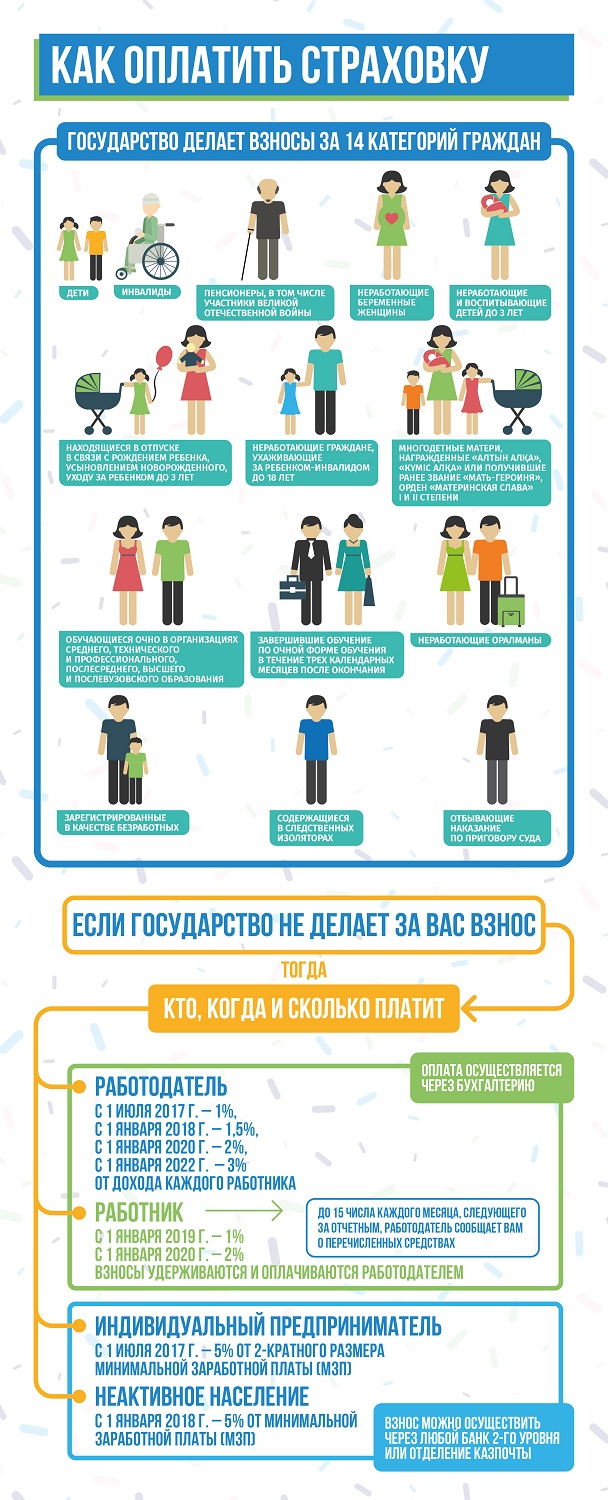 КАК ОПЛАТИТЬ СТРАХОВКУ
ГОСУДАРСТВО ДЕЛАЕТ ВЗНОСЫ ЗА 14 КАТЕГОРИЙ ГРАЖДАН
ДЕТИ
ИНВАЛИДЫ
ПЕНСИОНЕРЫ, В ТОМ ЧИСЛЕ
УЧАСТНИКИ ВЕЛИКОЙ
ОТЕЧЕСТВЕННОЙ ВОЙНЫ
НЕРАБОТАЮЩИЕ
БЕРЕМЕННЫЕ
ЖЕНЩИНЫ
НЕРАБОТАЮЩИЕ
И ВОСПИТЫВАЮЩИЕ
ДЕТЕЙ ДО 3 ЛЕТ
НАХОДЯЩИЕСЯ В ОТПУСКЕ
В СВЯЗИ С РОЖДЕНИЕМ РЕБЕНКА,
УСЫНОВЛЕНИЕМ НОВОРОЖДЕННОГО,
УХОДУ ЗА РЕБЕНКОМ ДО 3 ЛЕТ
НЕРАБОТАЮЩИЕ ГРАЖДАНЕ,
УХАЖИВАЮЩИЕ
ЗА РЕБЕНКОМ-ИНВАЛИДОМ
ДО 18 ЛЕТ
МНОГОДЕТНЫЕ МАТЕРИ,
НАГРАЖДЕННЫЕ «АЛТЫН АЛҚА»,
«КҮМІС АЛҚА» ИЛИ ПОЛУЧИВШИЕ
РАНЕЕ ЗВАНИЕ «МАТЬ-ГЕРОИНЯ»,
ОРДЕН «МАТЕРИНСКАЯ СЛАВА»
I И II СТЕПЕНИ
ОБУЧАЮЩИЕСЯ ОЧНО В ОРГАНИЗАЦИЯХ
СРЕДНЕГО, ТЕХНИЧЕСКОГО
И ПРОФЕССИОНАЛЬНОГО,
ПОСЛЕСРЕДНЕГО, ВЫСШЕГО
И ПОСЛЕВУЗОВСКОГО ОБРАЗОВАНИЯ
ЗАВЕРШИВШИЕ ОБУЧЕНИЕ
ПО ОЧНОЙ ФОРМЕ ОБУЧЕНИЯ
В ТЕЧЕНИЕ ТРЕХ КАЛЕНДАРНЫХ
МЕСЯЦЕВ ПОСЛЕ ОКОНЧАНИЯ
НЕРАБОТАЮЩИЕ ОРАЛМАНЫ
ЗАРЕГИСТРИРОВАННЫЕ
В КАЧЕСТВЕ БЕЗРАБОТНЫХ
СОДЕРЖАЩИЕСЯ
В СЛЕДСТВЕННЫХ
ИЗОЛЯТОРАХ
ОТБЫВАЮЩИЕ
НАКАЗАНИЕ
ПО ПРИГОВОРУ СУДА
ЕСЛИ ГОСУДАРСТВО НЕ ДЕЛАЕТ ЗА ВАС ВЗНОС
ТОГДА
КТО, КОГДА И СКОЛЬКО ПЛАТИТ
ОПЛАТА ОСУЩЕСТВЛЯЕТСЯ
ЧЕРЕЗ БУХГАЛТЕРИЮ
РАБОТОДАТЕЛЬ
С 1 ИЮЛЯ 2017 Г. – 1%,
С 1 ЯНВАРЯ 2018 Г. – 1,5%,
С 1 ЯНВАРЯ 2020 Г. – 2%,
С 1 ЯНВАРЯ 2022 Г. – 3%
ОТ ДОХОДА КАЖДОГО РАБОТНИКА
РАБОТНИК
С 1 ЯНВАРЯ 2019 Г. – 1%
С 1 ЯНВАРЯ 2020 Г. – 2%
ВЗНОСЫ УДЕРЖИВАЮТСЯ И ОПЛАЧИВАЮТСЯ РАБОТОДАТЕЛЕМ
ДО 15 ЧИСЛА КАЖДОГО МЕСЯЦА, СЛЕДУЮЩЕГО
ЗА ОТЧЕТНЫМ, РАБОТОДАТЕЛЬ СООБЩАЕТ ВАМ
О ПЕРЕЧИСЛЕННЫХ СРЕДСТВАХ
ИНДИВИДУАЛЬНЫЙ ПРЕДПРИНИМАТЕЛЬ
С 1 ИЮЛЯ 2017 Г. – 5% ОТ 2-КРАТНОГО РАЗМЕРА
МИНИМАЛЬНОЙ ЗАРАБОТНОЙ ПЛАТЫ (МЗП)
НЕАКТИВНОЕ НАСЕЛЕНИЕ
С 1 ЯНВАРЯ 2018 Г. – 5% ОТ МИНИМАЛЬНОЙ
ЗАРАБОТНОЙ ПЛАТЫ (МЗП)
ВЗНОС МОЖНО ОСУЩЕСТВИТЬ
ЧЕРЕЗ ЛЮБОЙ БАНК 2-ГО УРОВНЯ
ИЛИ ОТДЕЛЕНИЕ КАЗПОЧТЫ